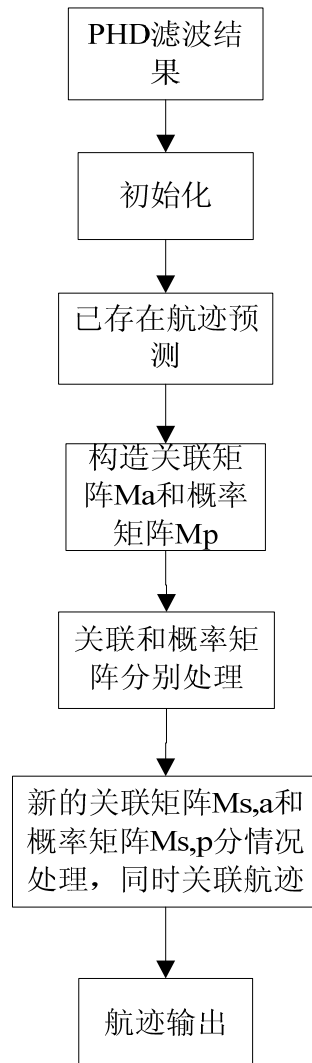 PHD滤波结
果
初始化
已存在航迹预
测
构造关联矩
阵Ma和概率
矩阵Mp
关联和概率矩
阵分别处理
新的关联矩阵Ms,a和
概率矩阵Ms,p分情况
处理，同时关联航迹
航迹输出